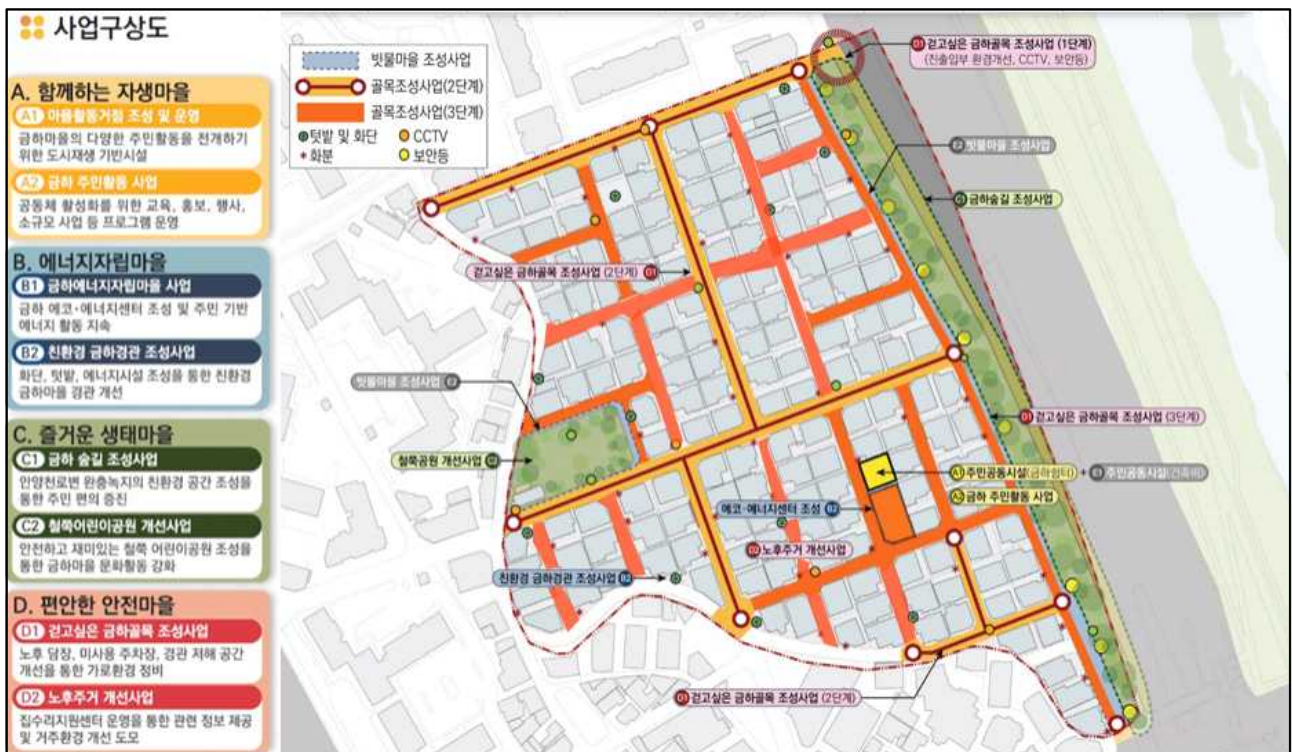 사업구상도
A. 함께하는 자생마을
A1 마을활동거점 조성 및 운영
금하마을의 다양한 주민활동을 전개하기
위한 도시재생 기반시설
A2 금하 주민활동 사업
공동체 활성화를 위한 교육, 홍보, 행사,
소규모 사업 등 프로그램 운영
B. 에너지자립마을
B1 금하에너지자립마을 사업
금하 에코·에너지센터 조성 및 주민 기반
에너지 활동 지속
B2 친환경 금하경관 조성사업
화단, 텃밭, 에너지시설 조성을 통한 친환경
금하마을 경관 개선
C. 즐거운 생태마을
C1 금하 숲길 조성사업
안양천로변 완충녹지의 친환경 공간 조성을
통한 주민 편의 증진
C2 철쭉어린이공원 개선사업
안전하고 재미있는 철쭉 어린이공원 조성을
통한 금하마을 문화활동 강화
D. 편안한 안전마을
D1 걷고싶은 금하골목 조성사업
노후 담장, 미사용 주차장, 경관 저해 공간
개선을 통한 가로환경 정비
D2 노후주거 개선사업
집수리지원센터 운영을 통한 관련 정보 제공
및 거주환경 개선 도모
빗물마을 조성사업
골목조성사업(2단계)
골목조성사업(3단계)
텃밭 및 화단 CCTV
화분 보안등
D1 걷고싶은 금하골목 조성사업 (1단계)
(진출입부 환경개선, CCTV, 보안등)
빗물마을 조성사업
C1 금하숲길 조성사업
걷고싶은 금하골목 조성사업 (2단계) D1
빗물마을 조성사업
철쭉공원 개선사업
D1 걷고싶은 금하골목 조성사업 (3단계)
A1 주민공동시설(금하쉼터) + 주민공동시설(건축비)
A2 금하 주민활동 사업
에코·에너지센터 조성
D2 노후주거 개선사업
친환경 금하경관 조성사업 B2
D1 걷고싶은 금하골목 조성사업 (2단계)